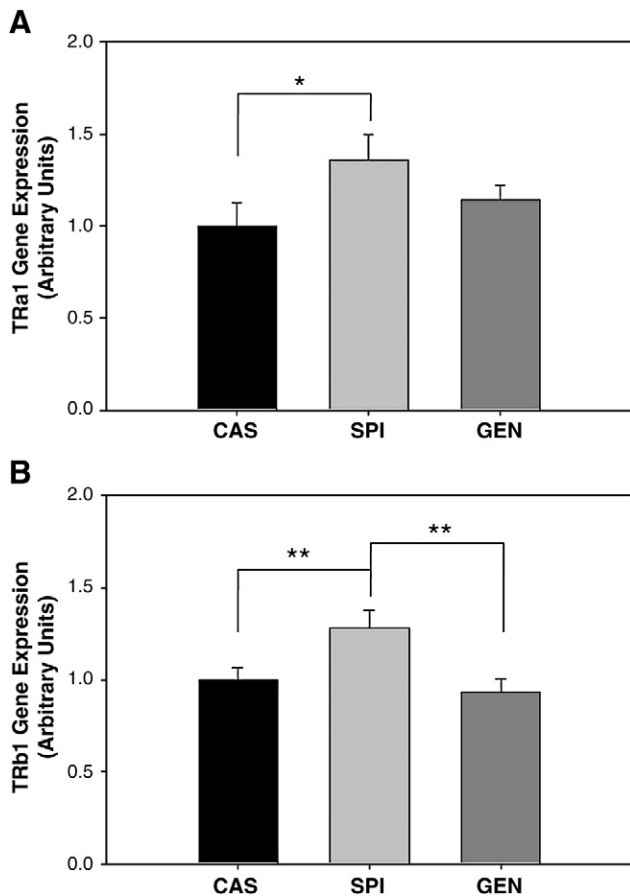 A
TRa1 Gene Expression
(Arbitrary Units)
2.0
1.5
1.0
0.5
0.0
*
CAS SPI GEN
B
TRb1 Gene Expression
(Arbitrary Units)
2.0
1.5
1.0
0.5
0.0
** **
CAS SPI GEN